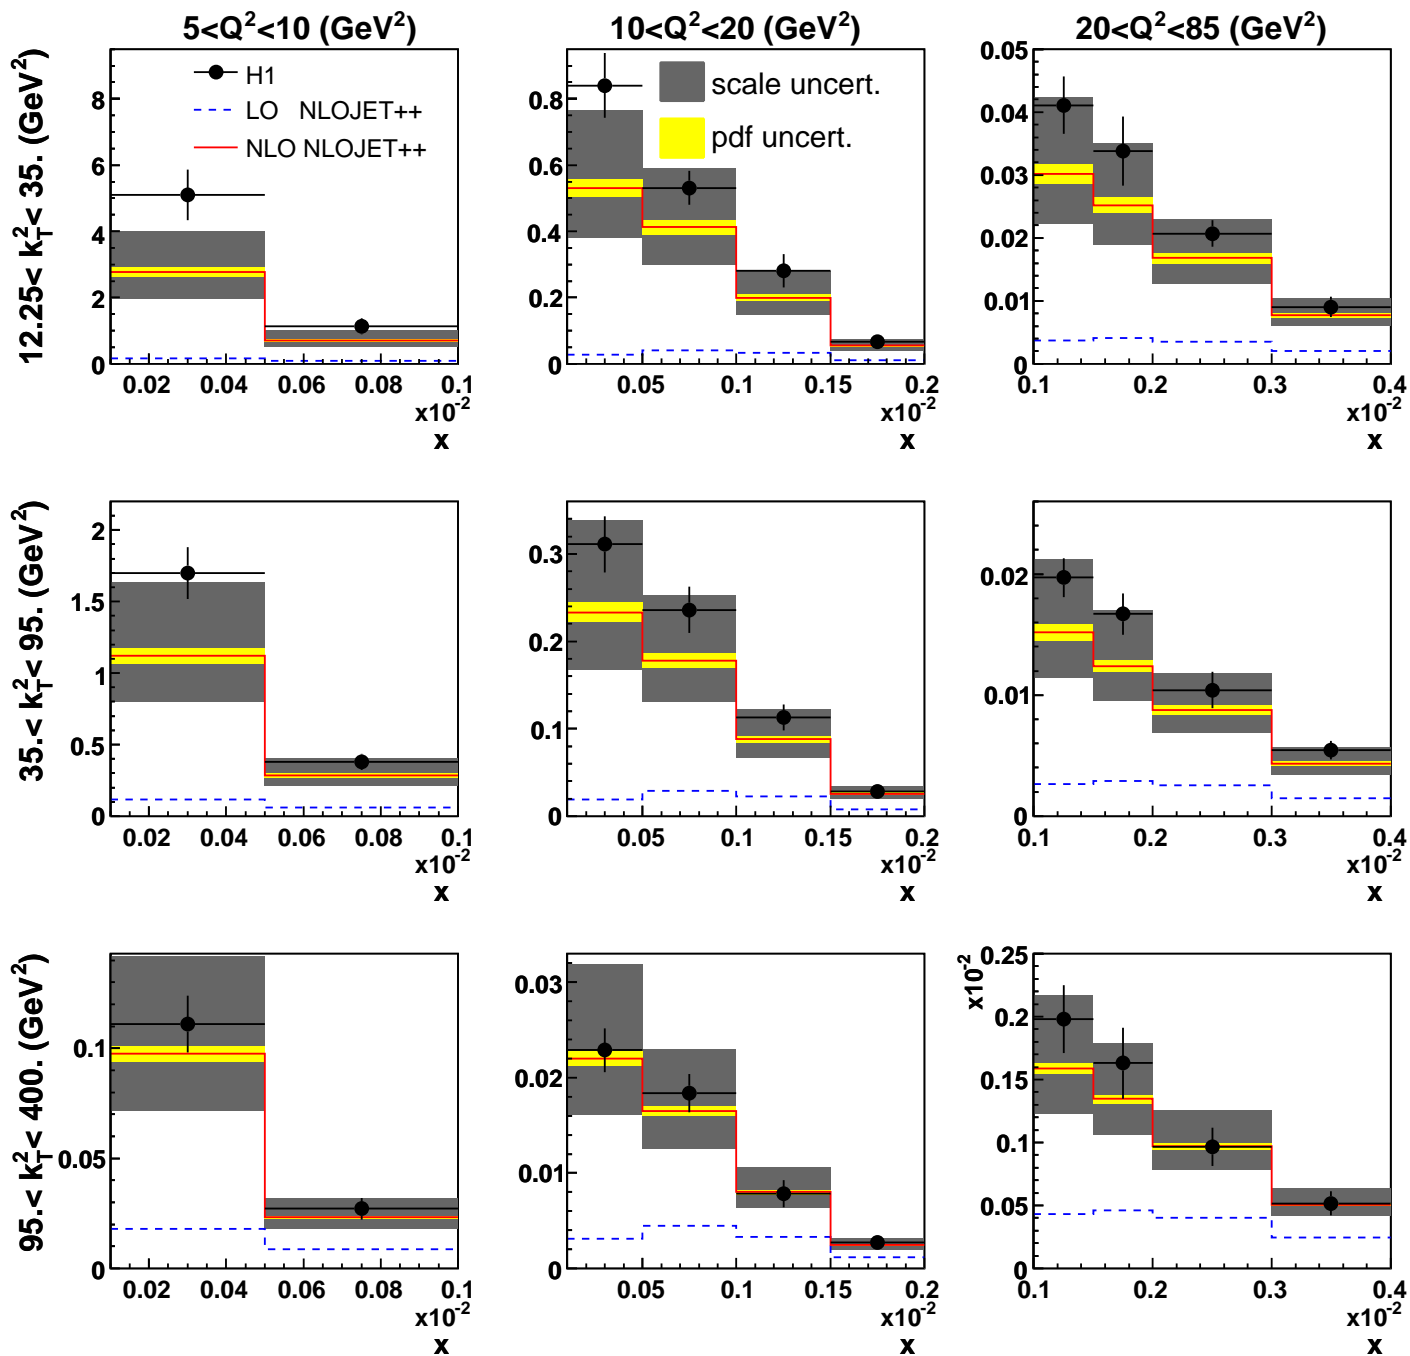 5<Q²<10 (GeV²) 10<Q²<20 (GeV²) 20<Q²<85 (GeV²)
12.25< k_T²< 35. (GeV²)
H1
LO NLOJET++
NLO NLOJET++
8
6
4
2
0
0.02 0.04 0.06 0.08 0.1
x10⁻²
x
scale uncert.
pdf uncert.
0.8
0.6
0.4
0.2
0
0.05 0.1 0.15 0.2
x10⁻²
x
0.05
0.04
0.03
0.02
0.01
0
0.1 0.2 0.3 0.4
x10⁻²
x
35.< k_T²< 95. (GeV²)
2
1.5
1
0.5
0
0.02 0.04 0.06 0.08 0.1
x10⁻²
x
0.3
0.2
0.1
0
0.05 0.1 0.15 0.2
x10⁻²
x
0.02
0.01
0
0.1 0.2 0.3 0.4
x10⁻²
x
95.< k_T²< 400. (GeV²)
0.1
0.05
0
0.02 0.04 0.06 0.08 0.1
x10⁻²
x
0.03
0.02
0.01
0
0.05 0.1 0.15 0.2
x10⁻²
x
x10⁻²
0.25
0.2
0.15
0.1
0.05
0
0.1 0.2 0.3 0.4
x10⁻²
x